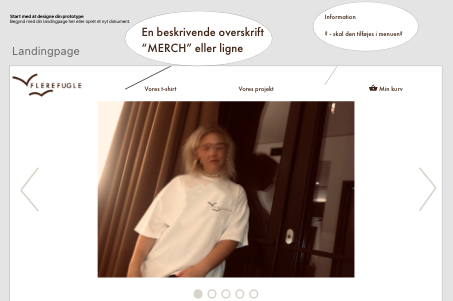 Start med at designe din prototype
Begynd med din landingpage her eller opret et nyt dokument.
Landingpage
En beskrivende overskrift
“MERCH” eller ligne
Information
!! - skal den tilføjes i menuen!!
FLEREFUGLE
Vores t-shirt
Vores projekt
Min kurv